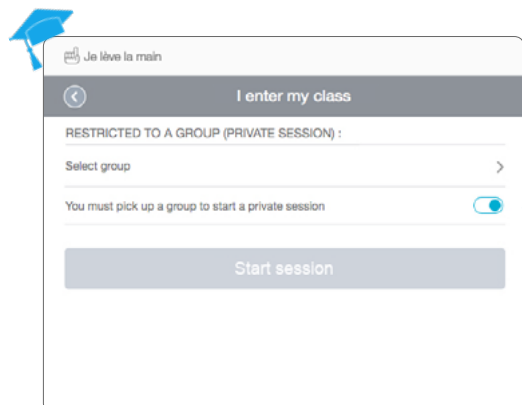 Je lève la main
I enter my class
RESTRICTED TO A GROUP (PRIVATE SESSION) :
Select group
You must pick up a group to start a private session
Start session